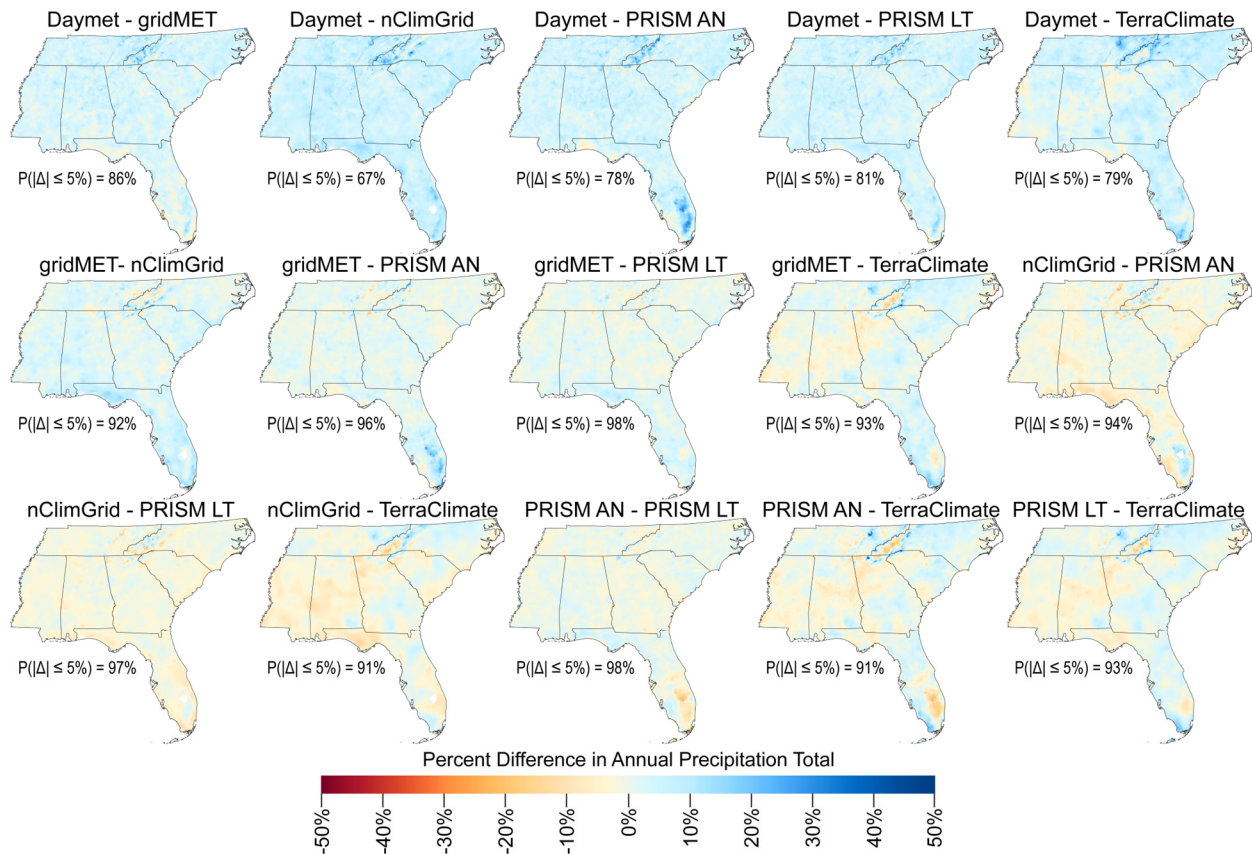 Daymet - gridMET
Daymet - nClimGrid
Daymet - PRISM AN
Daymet - PRISM LT
Daymet - TerraClimate
P(|Δ| ≤ 5%) = 86%
P(|Δ| ≤ 5%) = 67%
P(|Δ| ≤ 5%) = 78%
P(|Δ| ≤ 5%) = 81%
P(|Δ| ≤ 5%) = 79%
gridMET- nClimGrid
gridMET - PRISM AN
gridMET - PRISM LT
gridMET - TerraClimate
nClimGrid - PRISM AN
P(|Δ| ≤ 5%) = 92%
P(|Δ| ≤ 5%) = 96%
P(|Δ| ≤ 5%) = 98%
P(|Δ| ≤ 5%) = 93%
P(|Δ| ≤ 5%) = 94%
nClimGrid - PRISM LT
nClimGrid - TerraClimate
PRISM AN - PRISM LT
PRISM AN - TerraClimate
PRISM LT - TerraClimate
P(|Δ| ≤ 5%) = 97%
P(|Δ| ≤ 5%) = 91%
P(|Δ| ≤ 5%) = 98%
P(|Δ| ≤ 5%) = 91%
P(|Δ| ≤ 5%) = 93%
Percent Difference in Annual Precipitation Total
-50%
-40%
-30%
-20%
-10%
0%
10%
20%
30%
40%
50%